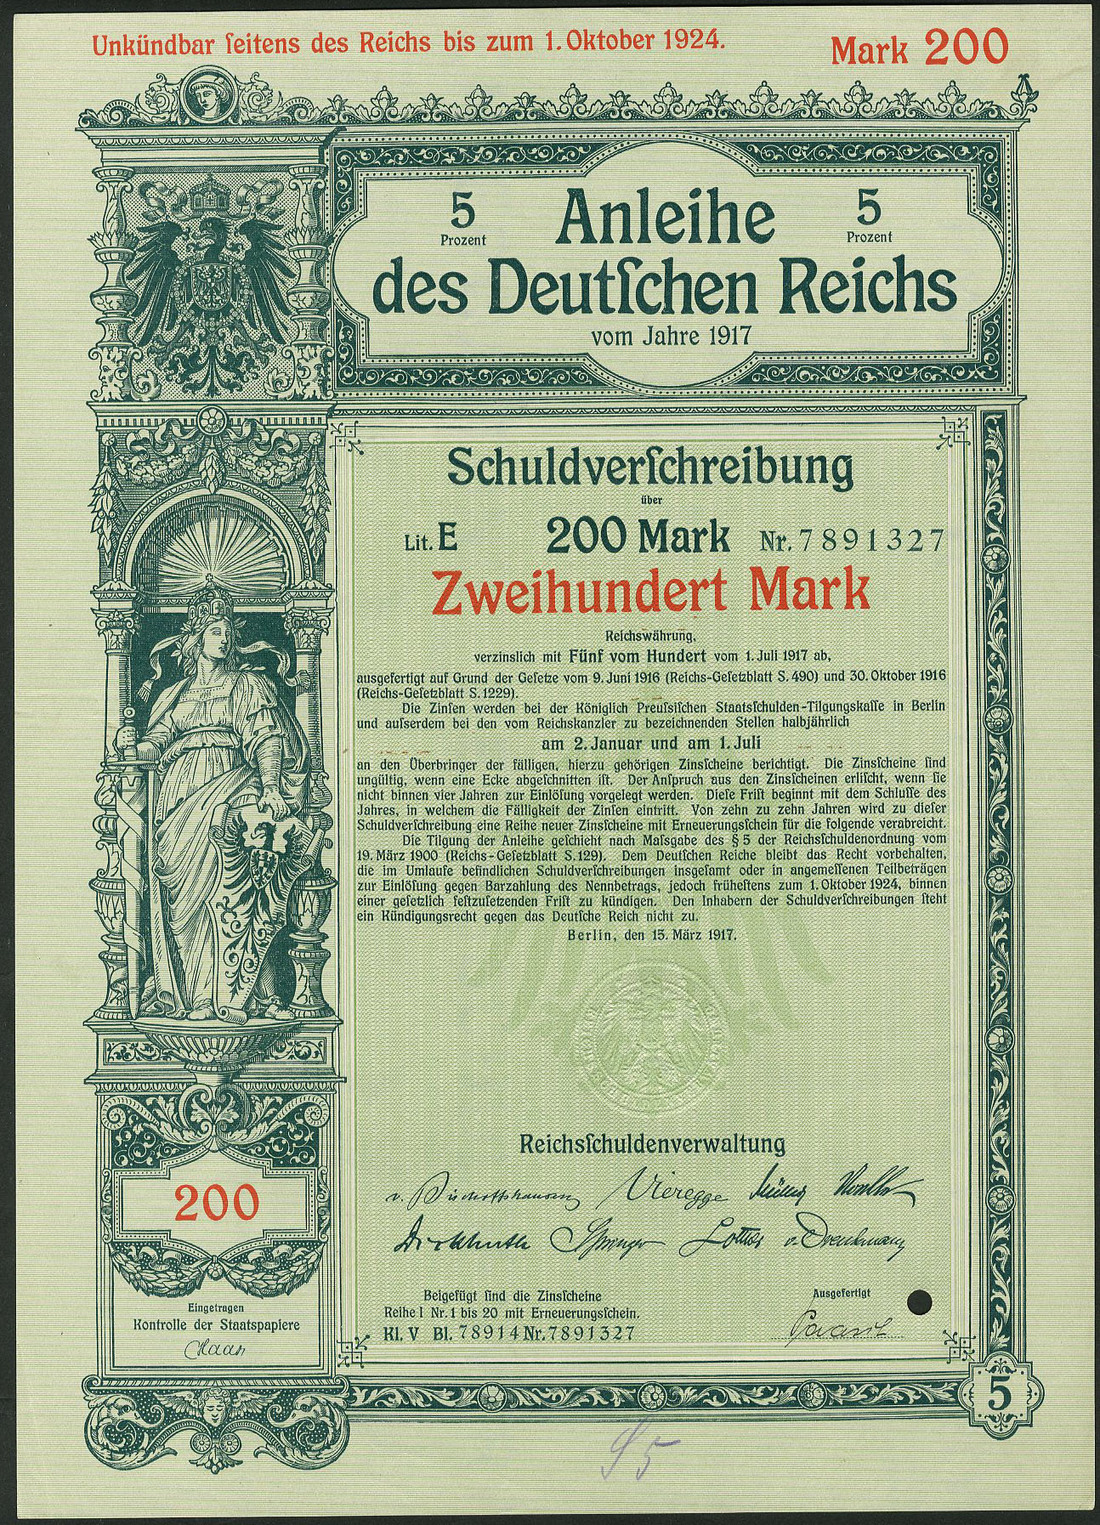 Unkündbar ſeitens des Reichs bis zum 1. Oktober 1924.
Mark 200
5 Prozent
Anleihe
5 Prozent
des Deutſchen Reichs
vom Jahre 1917
Schuldverſchreibung
über
Lit. E 200 Mark Nr. 7891327
Zweihundert Mark
Reichswährung,
verzinslich mit Fünf vom Hundert vom 1. Juli 1917 ab,
ausgefertigt auf Grund der Geſetze vom 9. Juni 1916 (Reichs-Geſetzblatt S. 490) und 30. Oktober 1916
(Reichs-Geſetzblatt S. 1229).
Die Zinſen werden bei der Königlich Preuſsiſchen Staatsſchulden-Tilgungskaſſe in Berlin
und auſserdem bei den vom Reichskanzler zu bezeichnenden Stellen halbjährlich
am 2. Januar und am 1. Juli
an den Überbringer der fälligen, hierzu gehörigen Zinsſcheine berichtigt. Die Zinsſcheine ſind
ungültig, wenn eine Ecke abgeſchnitten iſt. Der Anſpruch aus den Zinsſcheinen erliſcht, wenn ſie
nicht binnen vier Jahren zur Einlöſung vorgelegt werden. Dieſe Friſt beginnt mit dem Schluſſe des
Jahres, in welchem die Fälligkeit der Zinſen eintritt. Von zehn zu zehn Jahren wird zu dieſer
Schuldverſchreibung eine Reihe neuer Zinsſcheine mit Erneuerungsſchein für die folgende verabreicht.
Die Tilgung der Anleihe geſchieht nach Maſsgabe des § 5 der Reichsſchuldenordnung vom
19. März 1900 (Reichs-Geſetzblatt S. 129). Dem Deutſchen Reiche bleibt das Recht vorbehalten,
die im Umlaufe befindlichen Schuldverſchreibungen insgeſamt oder in angemeſſenen Teilbeträgen
zur Einlöſung gegen Barzahlung des Nennbetrags, jedoch früheſtens zum 1. Oktober 1924, binnen
einer geſetzlich feſtzuſetzenden Friſt zu kündigen. Den Inhabern der Schuldverſchreibungen ſteht
ein Kündigungsrecht gegen das Deutſche Reich nicht zu.
Berlin, den 15. März 1917.
Reichsſchuldenverwaltung
v. Bischoffshausen Vieregge Müller
Dickhuth Springer Lottner v. Drenkmann
200
Eingetragen
Kontrolle der Staatspapiere
Haan
Beigefügt ſind die Zinsſcheine
Reihe I Nr. 1 bis 20 mit Erneuerungsſchein.
Kl. V Bl. 78914 Nr. 7891327
Ausgefertigt
5